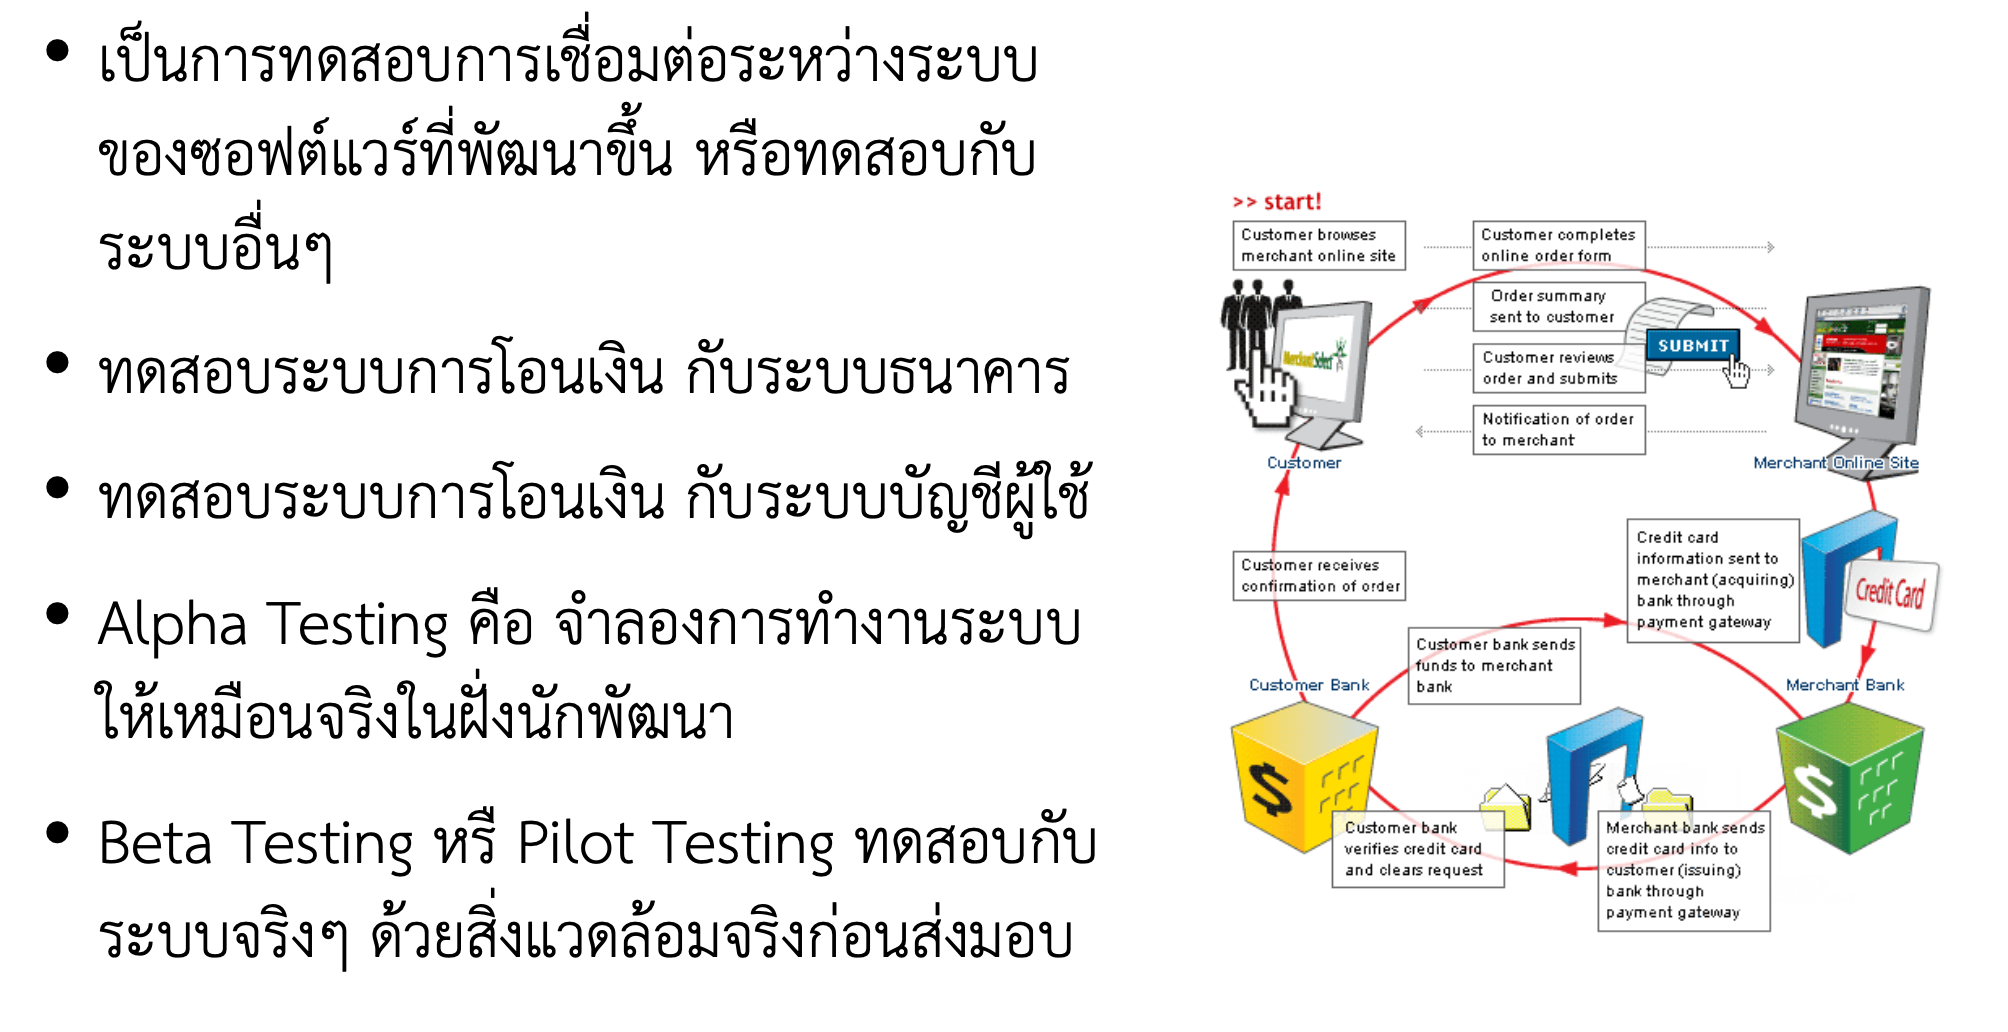 • เป็นการทดสอบการเชื่อมต่อระหว่างระบบ
ของซอฟต์แวร์ที่พัฒนาขึ้น หรือทดสอบกับ
ระบบอื่นๆ
• ทดสอบระบบการโอนเงิน กับระบบธนาคาร
• ทดสอบระบบการโอนเงิน กับระบบบัญชีผู้ใช้
• Alpha Testing คือ จำลองการทำงานระบบ
ให้เหมือนจริงในฝั่งนักพัฒนา
• Beta Testing หรื Pilot Testing ทดสอบกับ
ระบบจริงๆ ด้วยสิ่งแวดล้อมจริงก่อนส่งมอบ
>> start!
Customer browses
merchant online site
Customer completes
online order form
Order summary
sent to customer
Customer reviews
order and submits
SUBMIT
Notification of order
to merchant
MerchantSelect
Customer
Merchant Online Site
Credit card
information sent to
merchant (acquiring)
bank through
payment gateway
Credit Card
Customer receives
confirmation of order
Customer bank sends
funds to merchant
bank
Customer Bank
Merchant Bank
$
$
Customer bank
verifies credit card
and clears request
Merchant bank sends
credit card info to
customer (issuing)
bank through
payment gateway